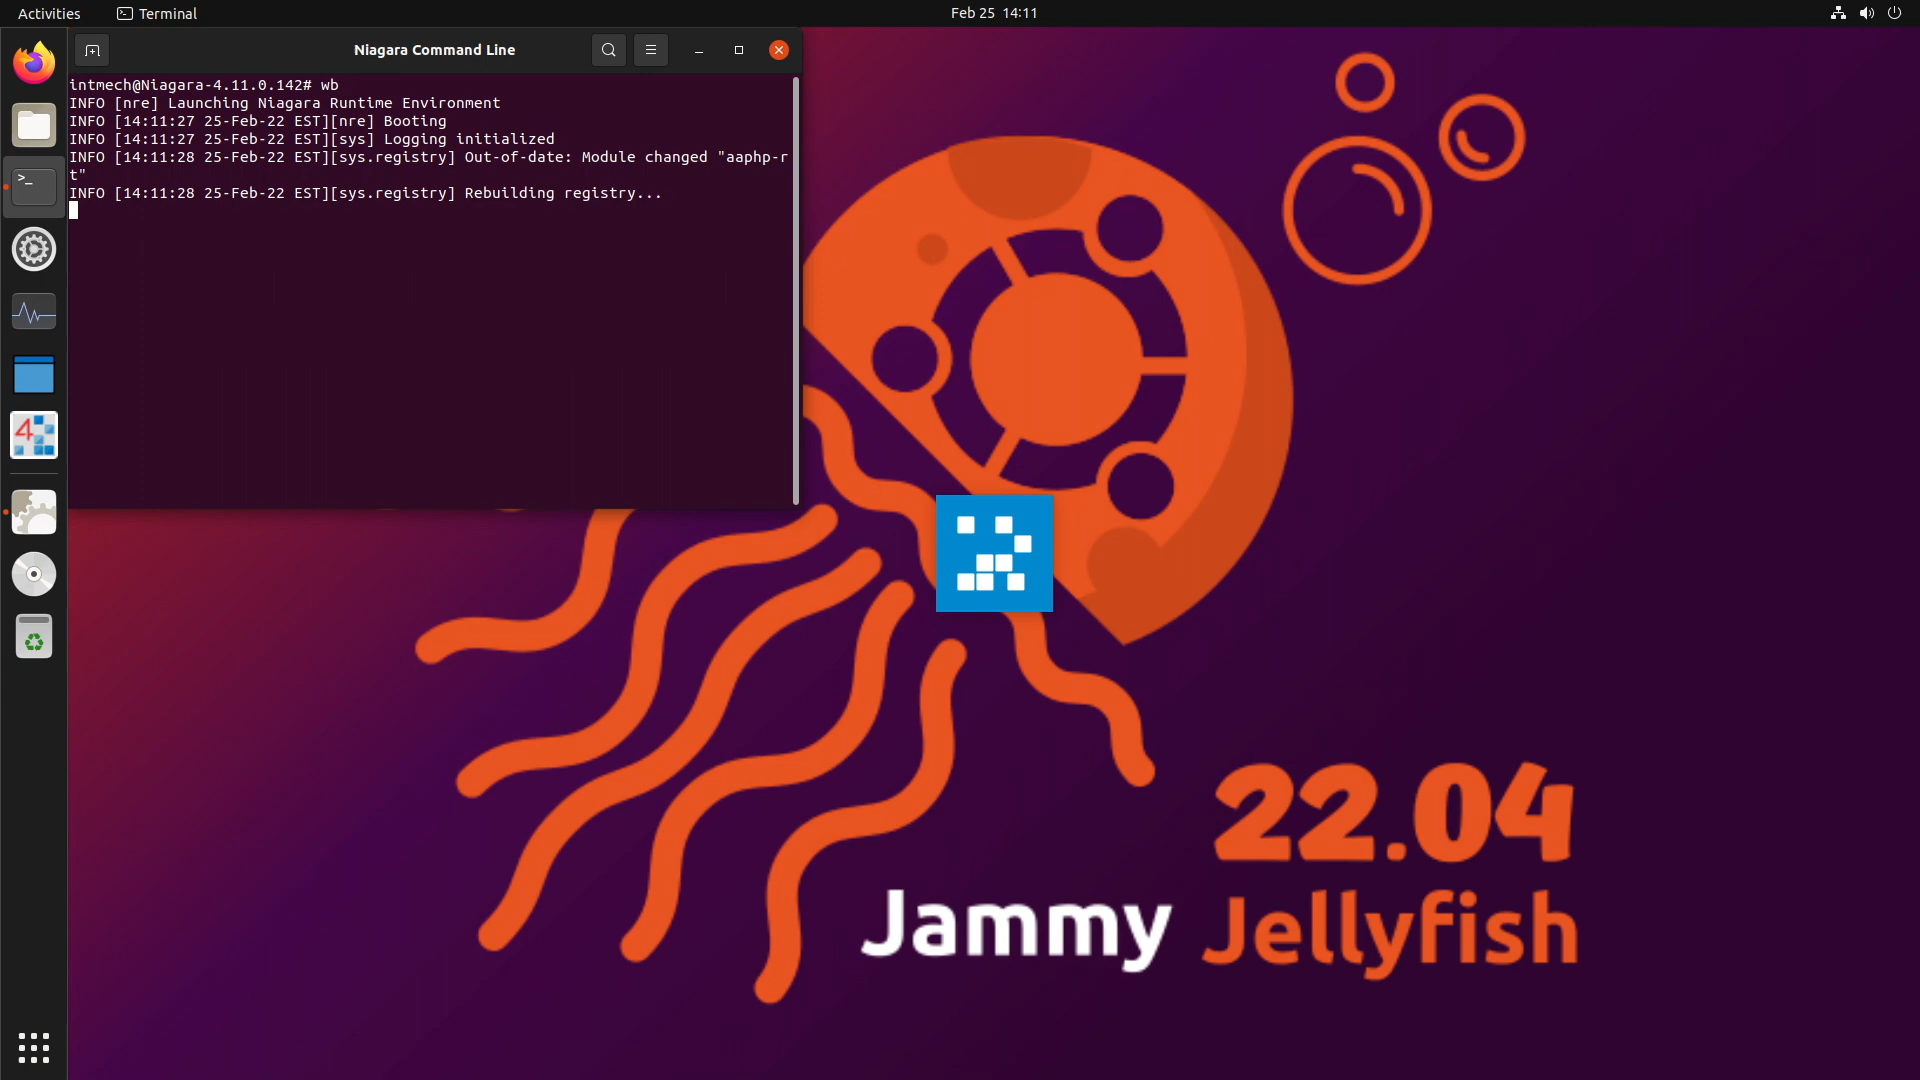 Activities
Terminal
Feb 25 14:11
Niagara Command Line
intmech@Niagara-4.11.0.142# wb
INFO [nre] Launching Niagara Runtime Environment
INFO [14:11:27 25-Feb-22 EST][nre] Booting
INFO [14:11:27 25-Feb-22 EST][sys] Logging initialized
INFO [14:11:28 25-Feb-22 EST][sys.registry] Out-of-date: Module changed "aaphp-r
t"
INFO [14:11:28 25-Feb-22 EST][sys.registry] Rebuilding registry...
>_
4
22.04
Jammy Jellyfish